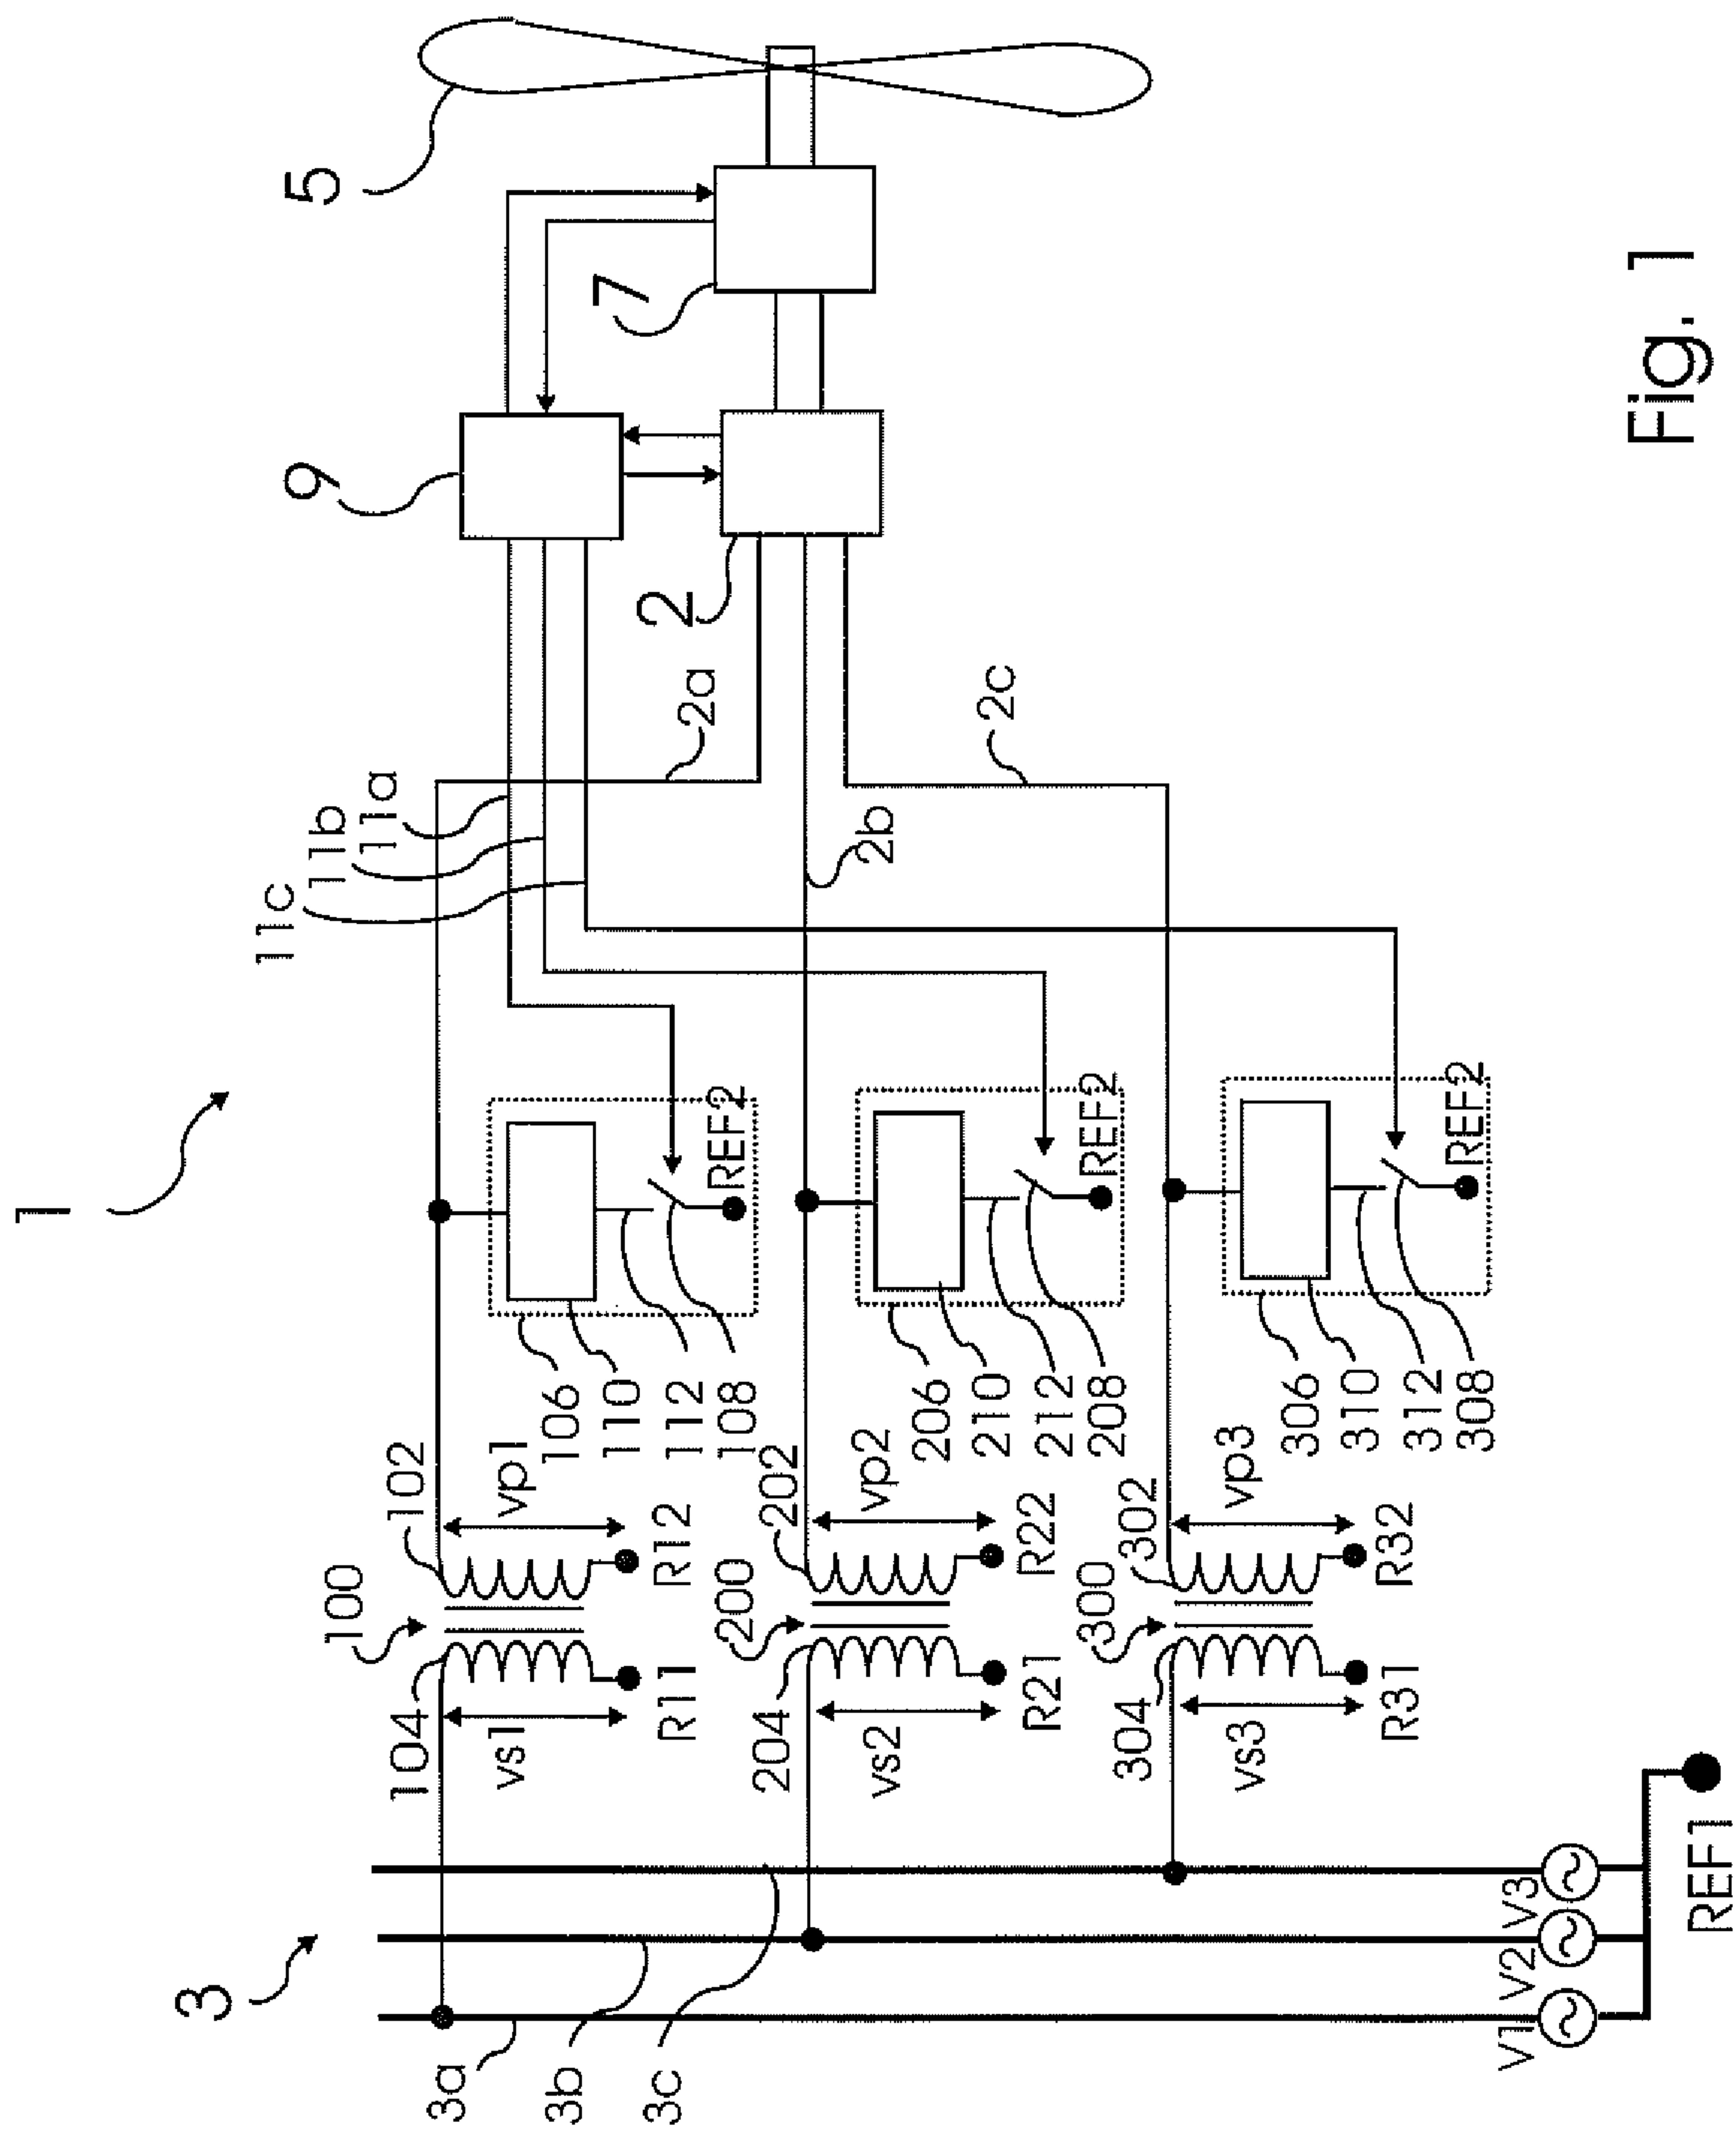 1
3
3a
3b
3c
V1
V2
V3
REF1
100
104
102
vs1
vp1
R11
R12
106
110
112
108
REF2
200
204
202
vs2
vp2
R21
R22
206
210
212
208
REF2
300
304
302
vs3
vp3
R31
R32
306
310
312
308
REF2
11c
11b
11a
2a
2b
2c
9
2
7
5
Fig. 1